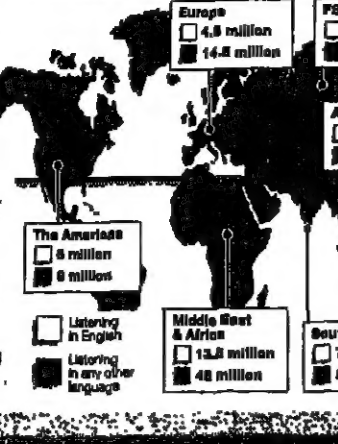 Europe
4.5 million
14.5 million
The Americas
6 million
9 million
Listening
in English
Listening
in any other
language
Middle East
& Africa
13.5 million
48 million